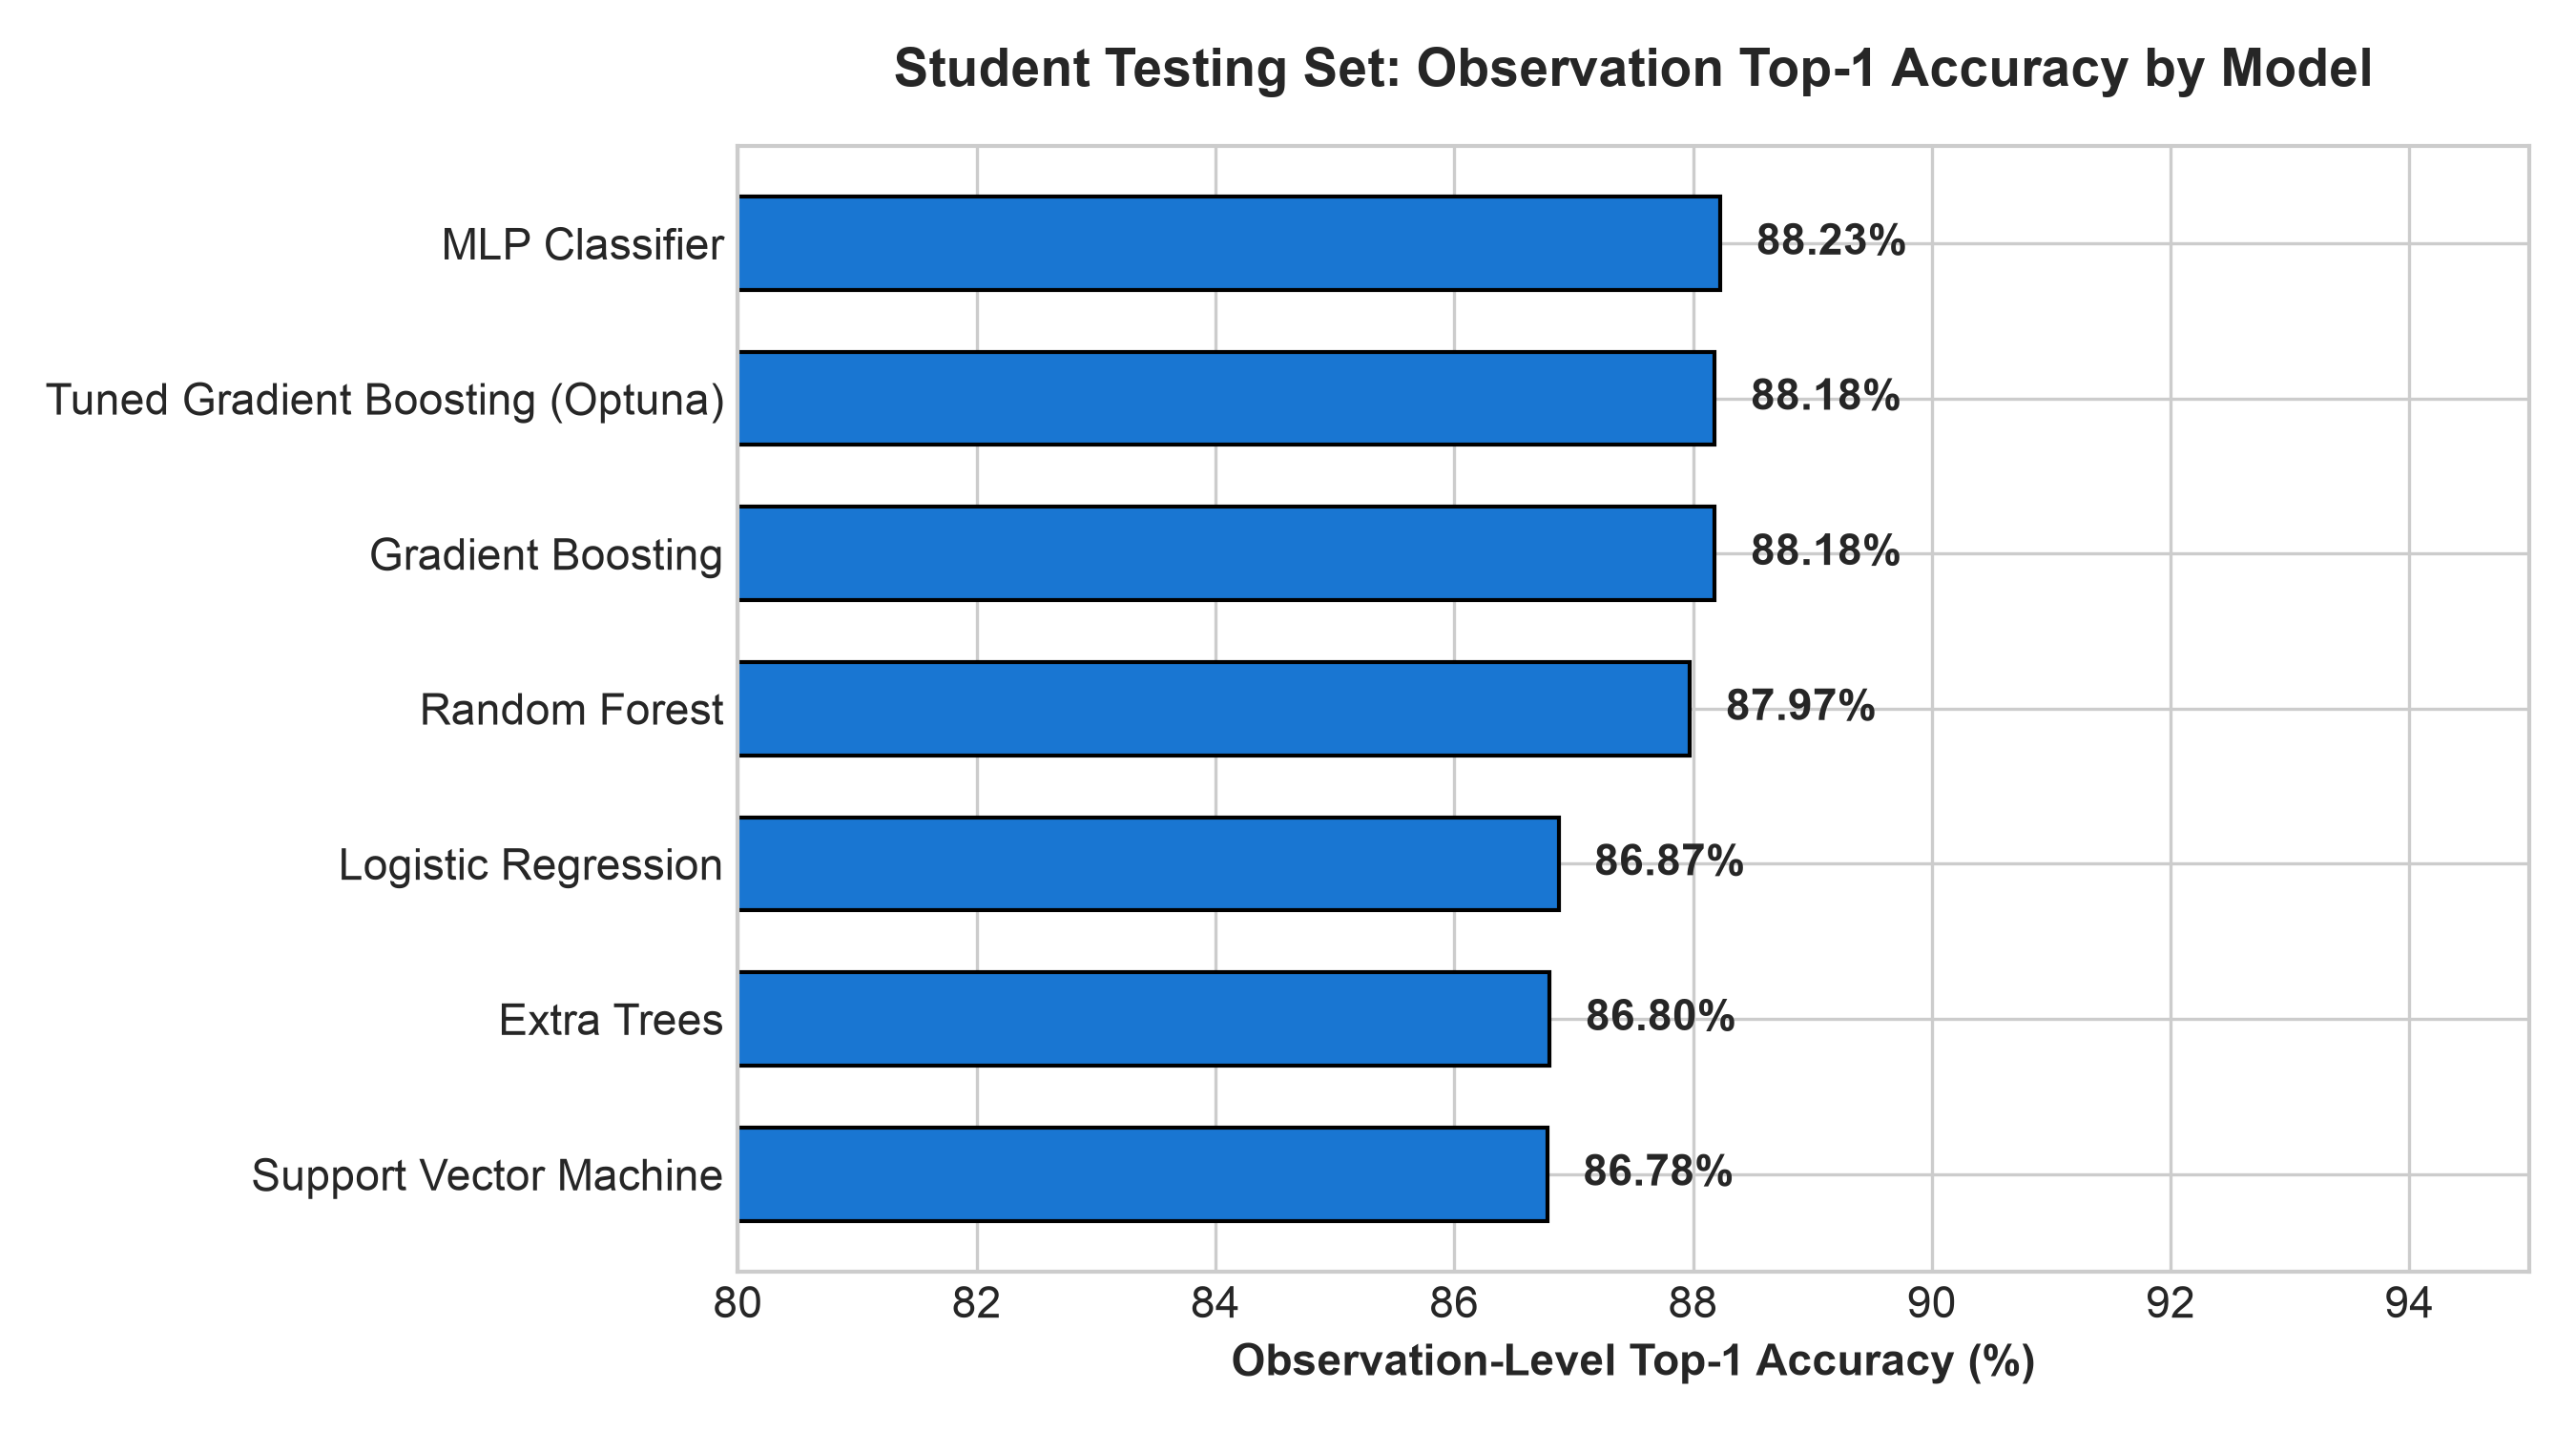 Student Testing Set: Observation Top-1 Accuracy by Model
MLP Classifier 88.23%
Tuned Gradient Boosting (Optuna) 88.18%
Gradient Boosting 88.18%
Random Forest 87.97%
Logistic Regression 86.87%
Extra Trees 86.80%
Support Vector Machine 86.78%
80 82 84 86 88 90 92 94
Observation-Level Top-1 Accuracy (%)